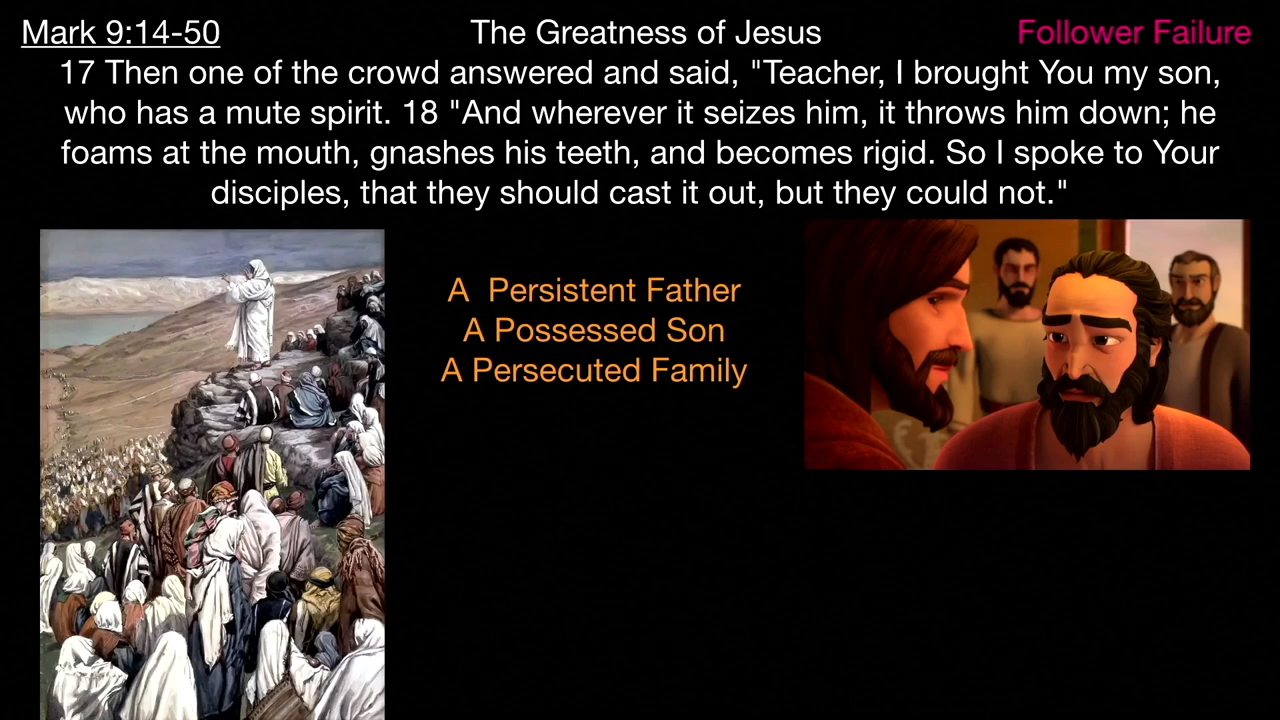 Mark 9:14-50 The Greatness of Jesus Follower Failure
17 Then one of the crowd answered and said, "Teacher, I brought You my son,
who has a mute spirit. 18 "And wherever it seizes him, it throws him down; he
foams at the mouth, gnashes his teeth, and becomes rigid. So I spoke to Your
disciples, that they should cast it out, but they could not."
A  Persistent Father
A Possessed Son
A Persecuted Family